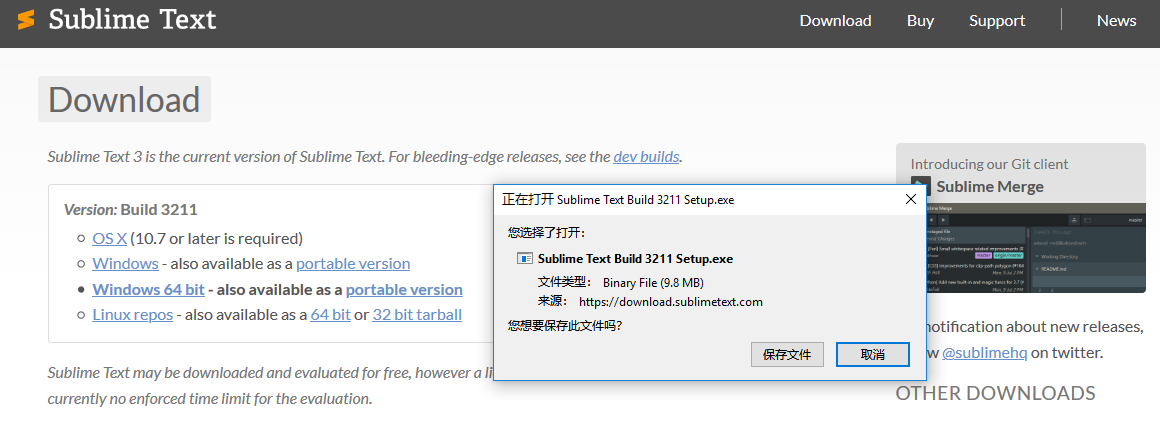 Sublime Text
Download Buy Support News
Download
Sublime Text 3 is the current version of Sublime Text. For bleeding-edge releases, see the dev builds.
Version: Build 3211
OS X (10.7 or later is required)
Windows - also available as a portable version
Windows 64 bit - also available as a portable version
Linux repos - also available as a 64 bit or 32 bit tarball
Sublime Text may be downloaded and evaluated for free, however a li
currently no enforced time limit for the evaluation.
正在打开 Sublime Text Build 3211 Setup.exe
您选择了打开:
Sublime Text Build 3211 Setup.exe
文件类型: Binary File (9.8 MB)
来源: https://download.sublimetext.com
您想要保存此文件吗?
保存文件 取消
Introducing our Git client
Sublime Merge
master
Working Directory
README.md
notification about new releases,
w @sublimehq on twitter.
OTHER DOWNLOADS